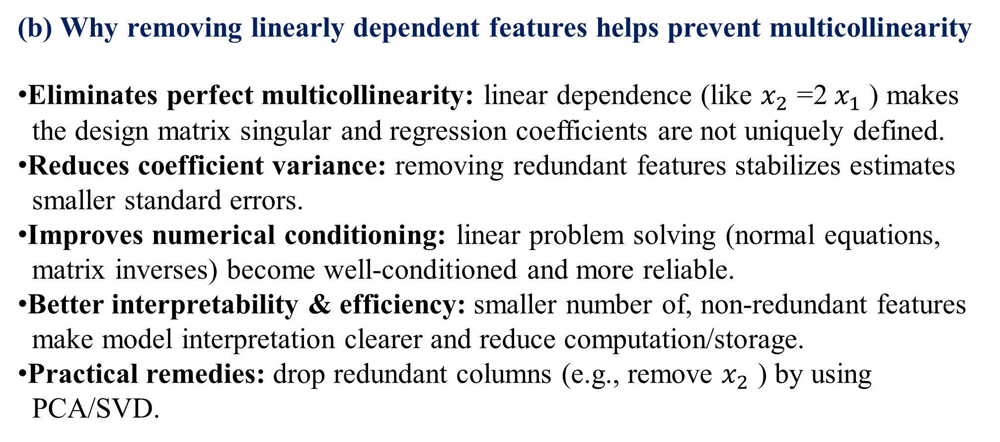 (b) Why removing linearly dependent features helps prevent multicollinearity
•Eliminates perfect multicollinearity: linear dependence (like x₂ =2 x₁ ) makes
the design matrix singular and regression coefficients are not uniquely defined.
•Reduces coefficient variance: removing redundant features stabilizes estimates
smaller standard errors.
•Improves numerical conditioning: linear problem solving (normal equations,
matrix inverses) become well-conditioned and more reliable.
•Better interpretability & efficiency: smaller number of, non-redundant features
make model interpretation clearer and reduce computation/storage.
•Practical remedies: drop redundant columns (e.g., remove x₂ ) by using
PCA/SVD.